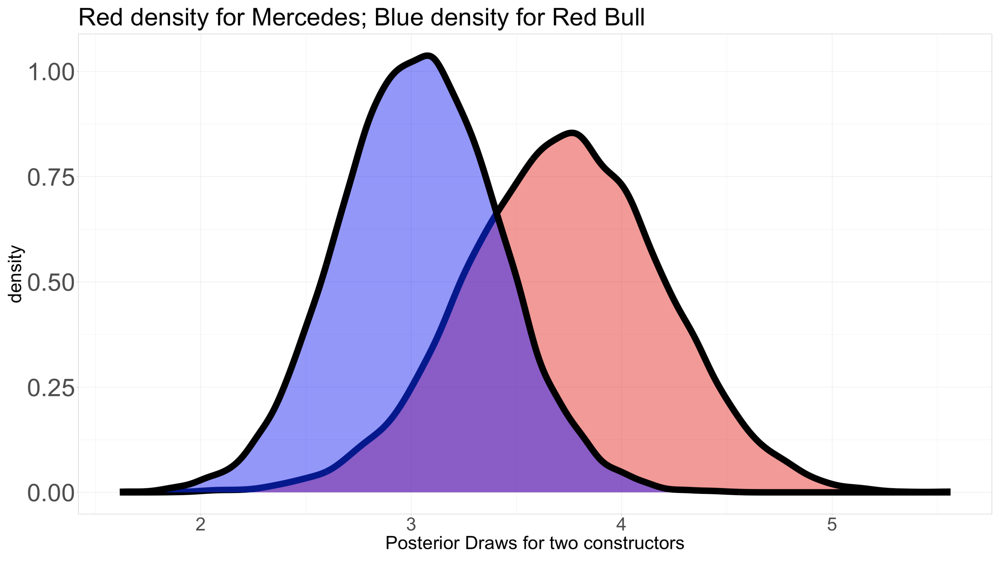 Red density for Mercedes; Blue density for Red Bull
1.00
0.75
0.50
0.25
0.00
density
2 3 4 5
Posterior Draws for two constructors